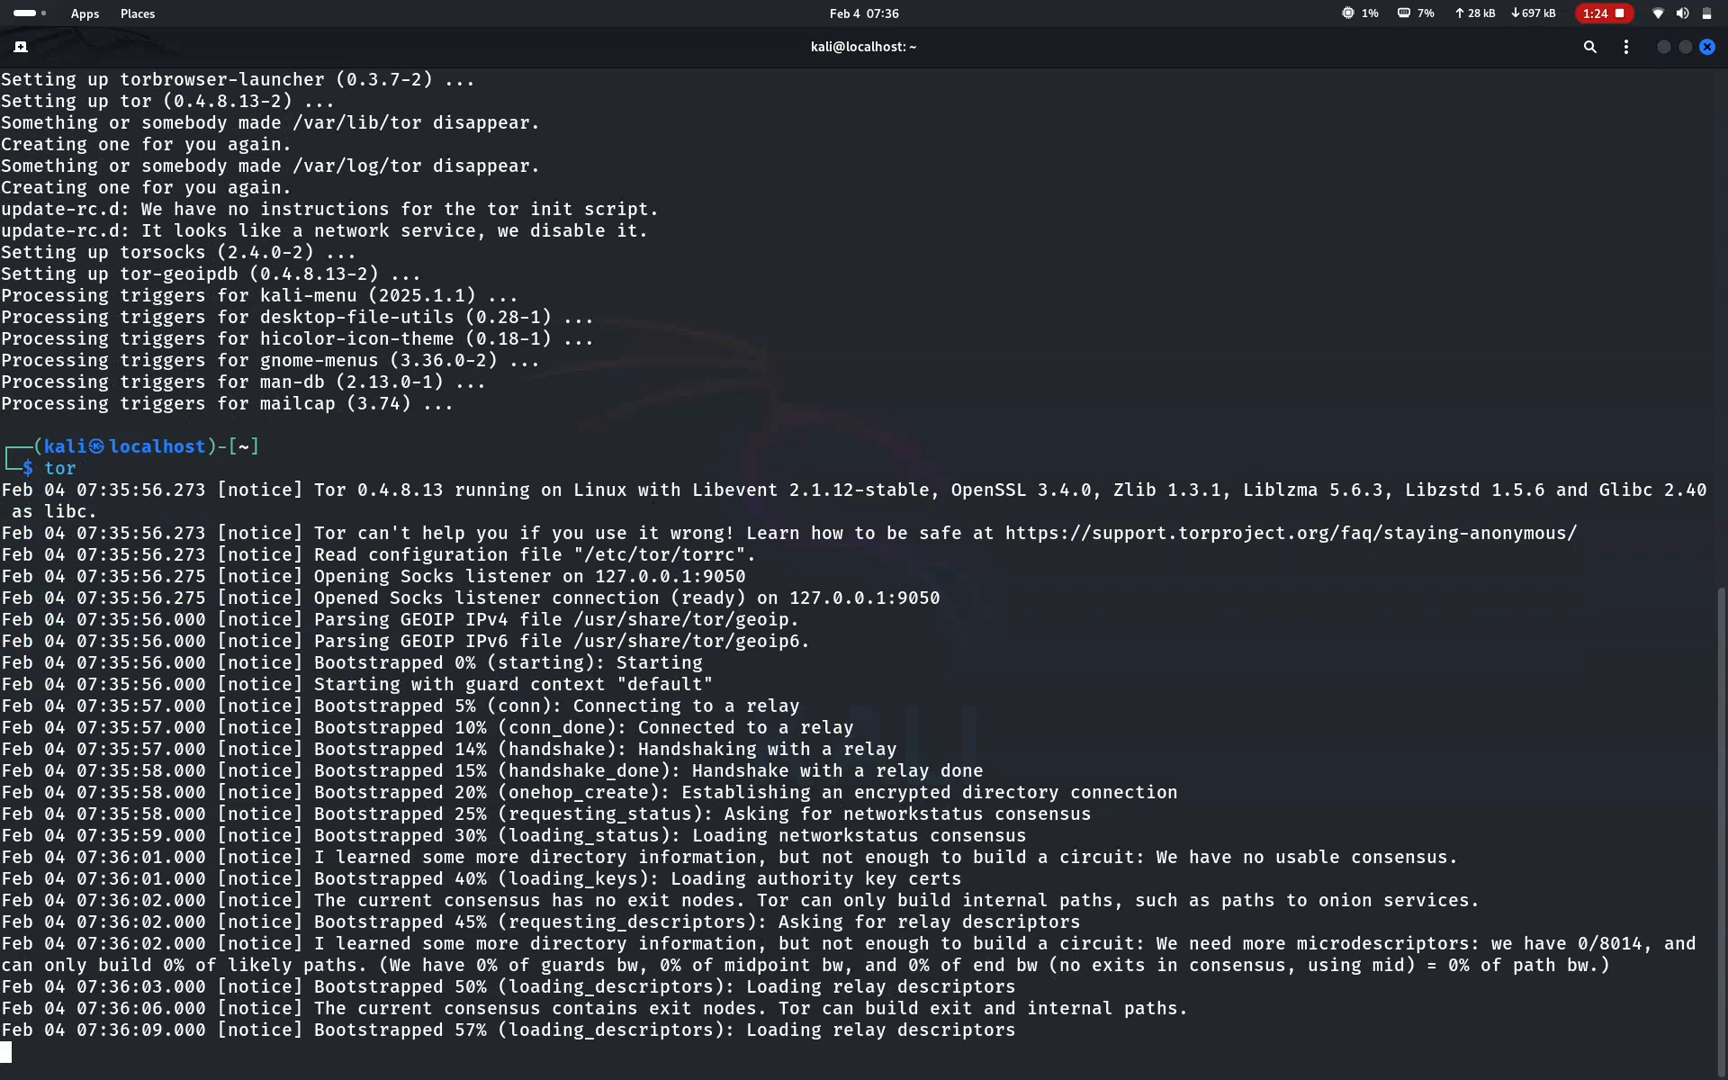 Apps Places Feb 4 07:36 1% 7% ↑ 28 kB ↓ 697 kB 1:24
kali@localhost: ~
Setting up torbrowser-launcher (0.3.7-2) ...
Setting up tor (0.4.8.13-2) ...
Something or somebody made /var/lib/tor disappear.
Creating one for you again.
Something or somebody made /var/log/tor disappear.
Creating one for you again.
update-rc.d: We have no instructions for the tor init script.
update-rc.d: It looks like a network service, we disable it.
Setting up torsocks (2.4.0-2) ...
Setting up tor-geoipdb (0.4.8.13-2) ...
Processing triggers for kali-menu (2025.1.1) ...
Processing triggers for desktop-file-utils (0.28-1) ...
Processing triggers for hicolor-icon-theme (0.18-1) ...
Processing triggers for gnome-menus (3.36.0-2) ...
Processing triggers for man-db (2.13.0-1) ...
Processing triggers for mailcap (3.74) ...
┌──(kali㉿localhost)-[~]
└─$ tor
Feb 04 07:35:56.273 [notice] Tor 0.4.8.13 running on Linux with Libevent 2.1.12-stable, OpenSSL 3.4.0, Zlib 1.3.1, Liblzma 5.6.3, Libzstd 1.5.6 and Glibc 2.40
as libc.
Feb 04 07:35:56.273 [notice] Tor can't help you if you use it wrong! Learn how to be safe at https://support.torproject.org/faq/staying-anonymous/
Feb 04 07:35:56.273 [notice] Read configuration file "/etc/tor/torrc".
Feb 04 07:35:56.275 [notice] Opening Socks listener on 127.0.0.1:9050
Feb 04 07:35:56.275 [notice] Opened Socks listener connection (ready) on 127.0.0.1:9050
Feb 04 07:35:56.000 [notice] Parsing GEOIP IPv4 file /usr/share/tor/geoip.
Feb 04 07:35:56.000 [notice] Parsing GEOIP IPv6 file /usr/share/tor/geoip6.
Feb 04 07:35:56.000 [notice] Bootstrapped 0% (starting): Starting
Feb 04 07:35:56.000 [notice] Starting with guard context "default"
Feb 04 07:35:57.000 [notice] Bootstrapped 5% (conn): Connecting to a relay
Feb 04 07:35:57.000 [notice] Bootstrapped 10% (conn_done): Connected to a relay
Feb 04 07:35:57.000 [notice] Bootstrapped 14% (handshake): Handshaking with a relay
Feb 04 07:35:58.000 [notice] Bootstrapped 15% (handshake_done): Handshake with a relay done
Feb 04 07:35:58.000 [notice] Bootstrapped 20% (onehop_create): Establishing an encrypted directory connection
Feb 04 07:35:58.000 [notice] Bootstrapped 25% (requesting_status): Asking for networkstatus consensus
Feb 04 07:35:59.000 [notice] Bootstrapped 30% (loading_status): Loading networkstatus consensus
Feb 04 07:36:01.000 [notice] I learned some more directory information, but not enough to build a circuit: We have no usable consensus.
Feb 04 07:36:01.000 [notice] Bootstrapped 40% (loading_keys): Loading authority key certs
Feb 04 07:36:02.000 [notice] The current consensus has no exit nodes. Tor can only build internal paths, such as paths to onion services.
Feb 04 07:36:02.000 [notice] Bootstrapped 45% (requesting_descriptors): Asking for relay descriptors
Feb 04 07:36:02.000 [notice] I learned some more directory information, but not enough to build a circuit: We need more microdescriptors: we have 0/8014, and
can only build 0% of likely paths. (We have 0% of guards bw, 0% of midpoint bw, and 0% of end bw (no exits in consensus, using mid) = 0% of path bw.)
Feb 04 07:36:03.000 [notice] Bootstrapped 50% (loading_descriptors): Loading relay descriptors
Feb 04 07:36:06.000 [notice] The current consensus contains exit nodes. Tor can build exit and internal paths.
Feb 04 07:36:09.000 [notice] Bootstrapped 57% (loading_descriptors): Loading relay descriptors